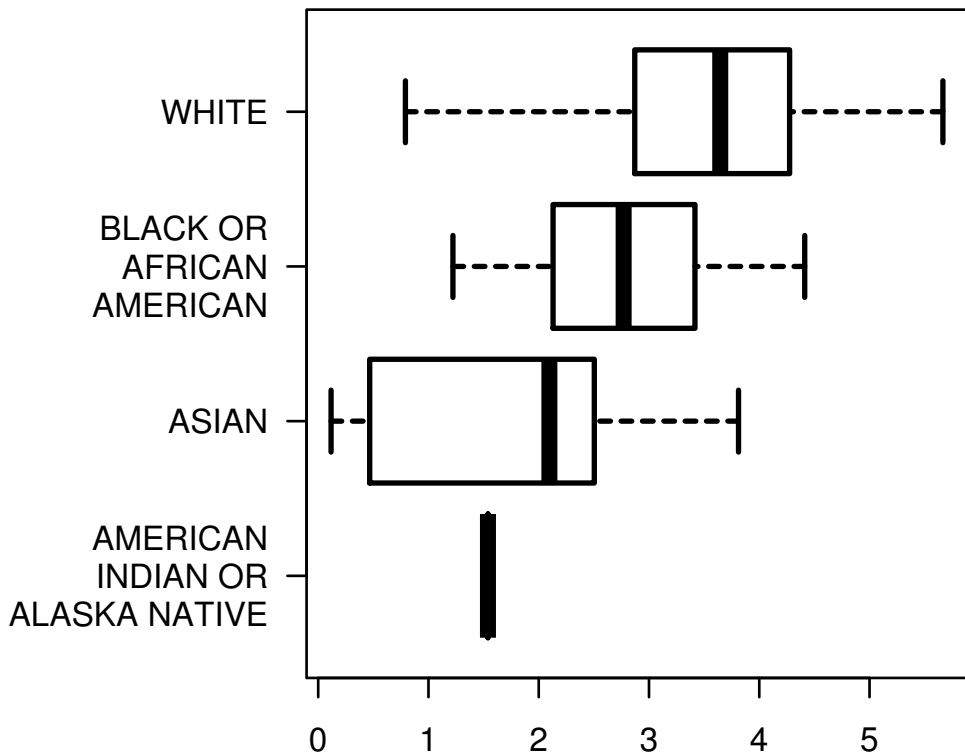 WHITE
BLACK OR
AFRICAN
AMERICAN
ASIAN
AMERICAN
INDIAN OR
ALASKA NATIVE
0 1 2 3 4 5